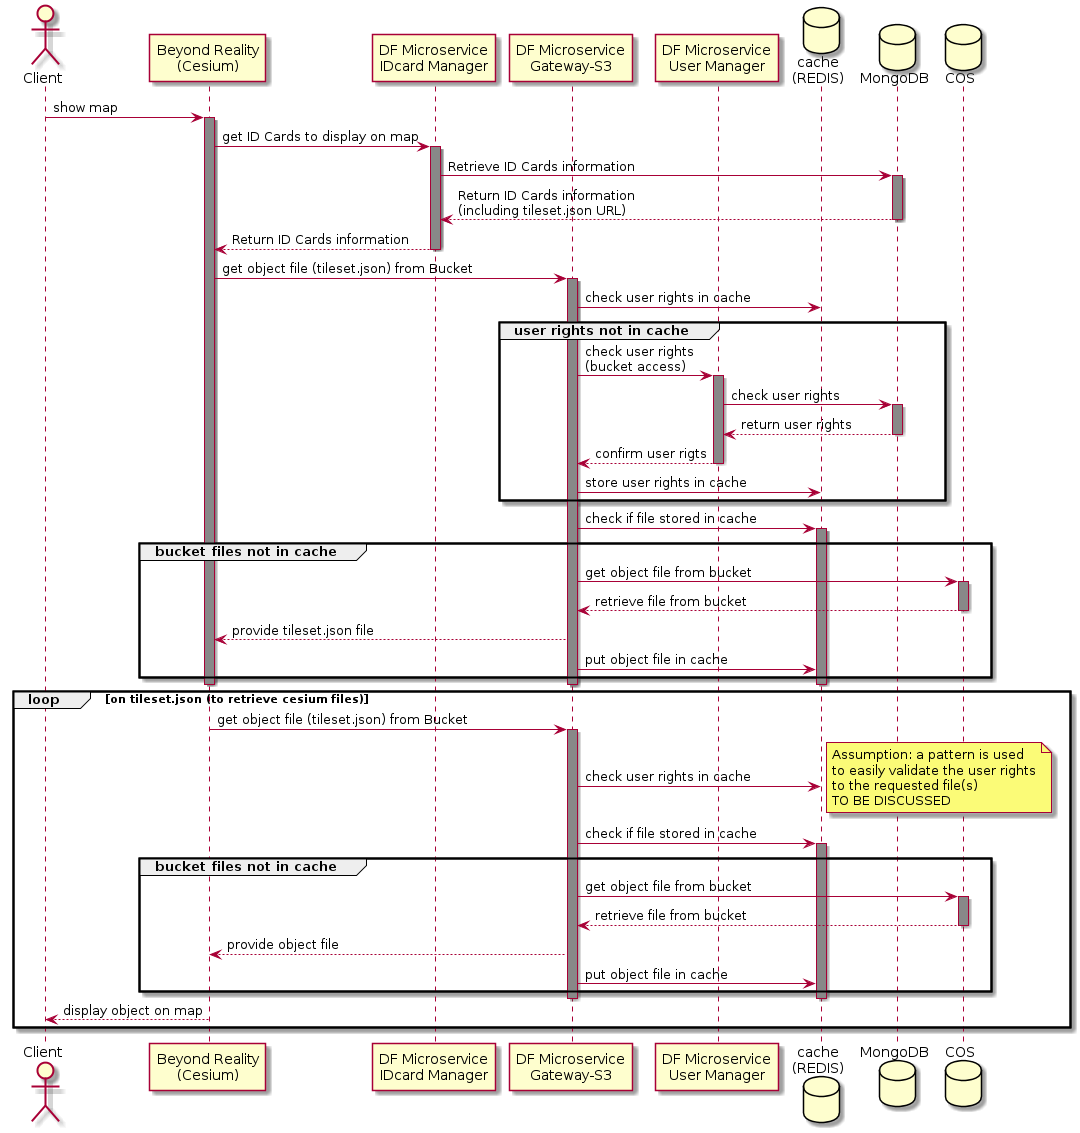 Client
Beyond Reality
(Cesium)
DF Microservice
IDcard Manager
DF Microservice
Gateway-S3
DF Microservice
User Manager
cache
(REDIS)
MongoDB
COS
show map
get ID Cards to display on map
Retrieve ID Cards information
Return ID Cards information
(including tileset.json URL)
Return ID Cards information
get object file (tileset.json) from Bucket
check user rights in cache
user rights not in cache
check user rights
(bucket access)
check user rights
return user rights
confirm user rigts
store user rights in cache
check if file stored in cache
bucket files not in cache
get object file from bucket
retrieve file from bucket
provide tileset.json file
put object file in cache
loop [on tileset.json (to retrieve cesium files)]
get object file (tileset.json) from Bucket
Assumption: a pattern is used
to easily validate the user rights
to the requested file(s)
TO BE DISCUSSED
check user rights in cache
check if file stored in cache
bucket files not in cache
get object file from bucket
retrieve file from bucket
provide object file
put object file in cache
display object on map
Client
Beyond Reality
(Cesium)
DF Microservice
IDcard Manager
DF Microservice
Gateway-S3
DF Microservice
User Manager
cache
(REDIS)
MongoDB
COS